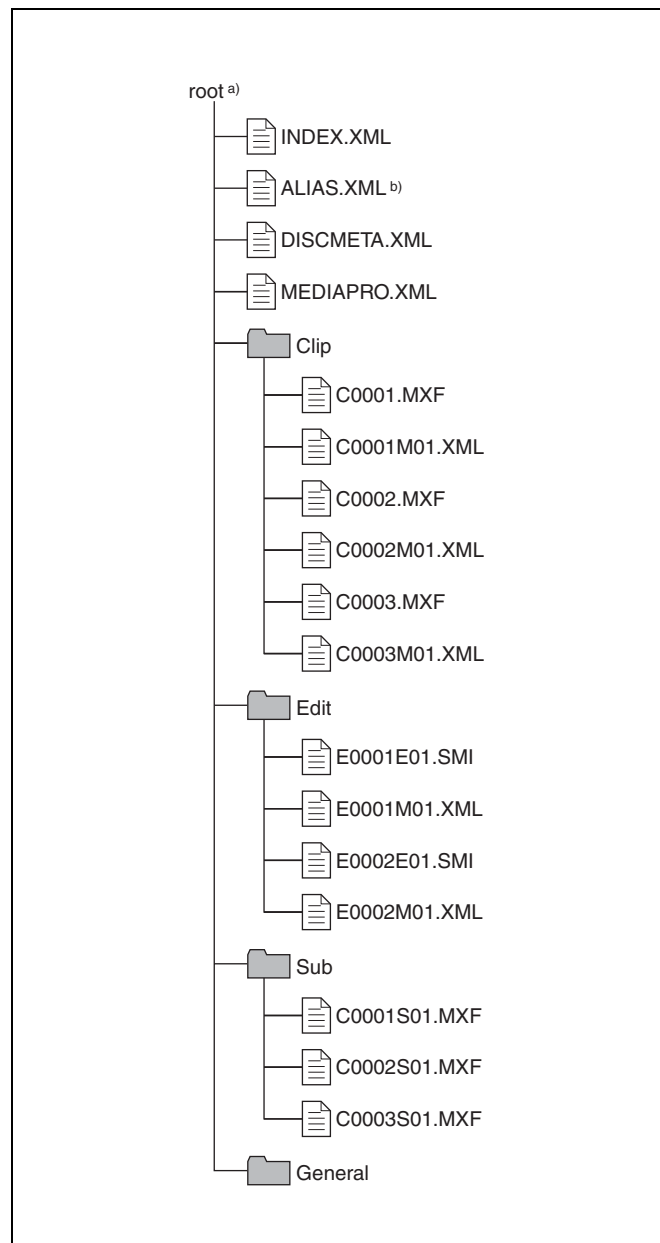 root a)
INDEX.XML
ALIAS.XML b)
DISCMETA.XML
MEDIAPRO.XML
Clip
C0001.MXF
C0001M01.XML
C0002.MXF
C0002M01.XML
C0003.MXF
C0003M01.XML
Edit
E0001E01.SMI
E0001M01.XML
E0002E01.SMI
E0002M01.XML
Sub
C0001S01.MXF
C0002S01.MXF
C0003S01.MXF
General